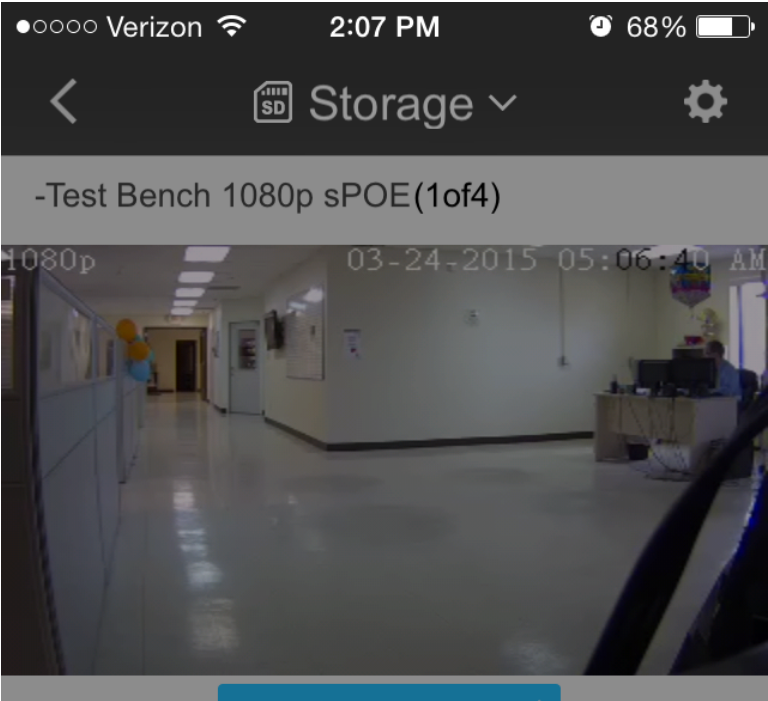 Verizon 2:07 PM 68%
SD Storage
-Test Bench 1080p sPOE(1of4)
1080p 03-24-2015 05:06:40 AM